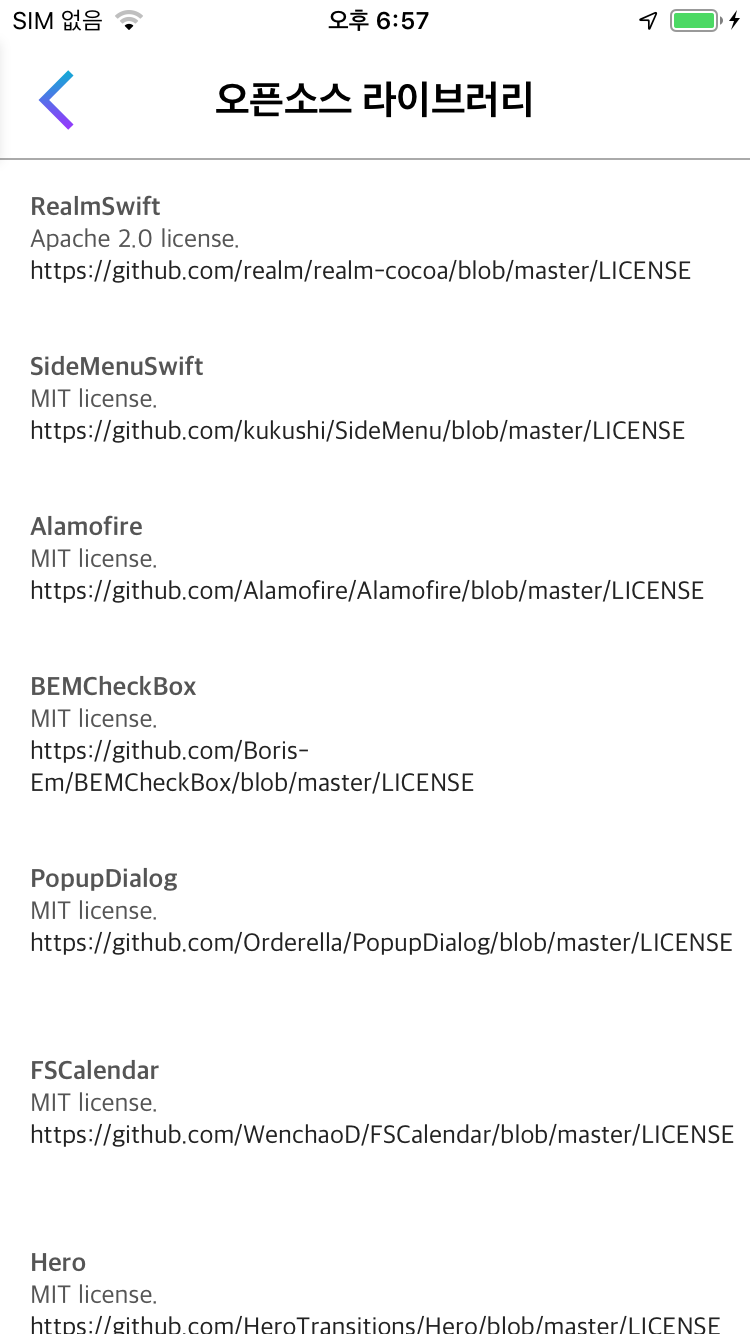 SIM 없음
오후 6:57
오픈소스 라이브러리
RealmSwift
Apache 2.0 license.
https://github.com/realm/realm-cocoa/blob/master/LICENSE
SideMenuSwift
MIT license.
https://github.com/kukushi/SideMenu/blob/master/LICENSE
Alamofire
MIT license.
https://github.com/Alamofire/Alamofire/blob/master/LICENSE
BEMCheckBox
MIT license.
https://github.com/Boris-
Em/BEMCheckBox/blob/master/LICENSE
PopupDialog
MIT license.
https://github.com/Orderella/PopupDialog/blob/master/LICENSE
FSCalendar
MIT license.
https://github.com/WenchaoD/FSCalendar/blob/master/LICENSE
Hero
MIT license.
https://github.com/HeroTransitions/Hero/blob/master/LICENSE